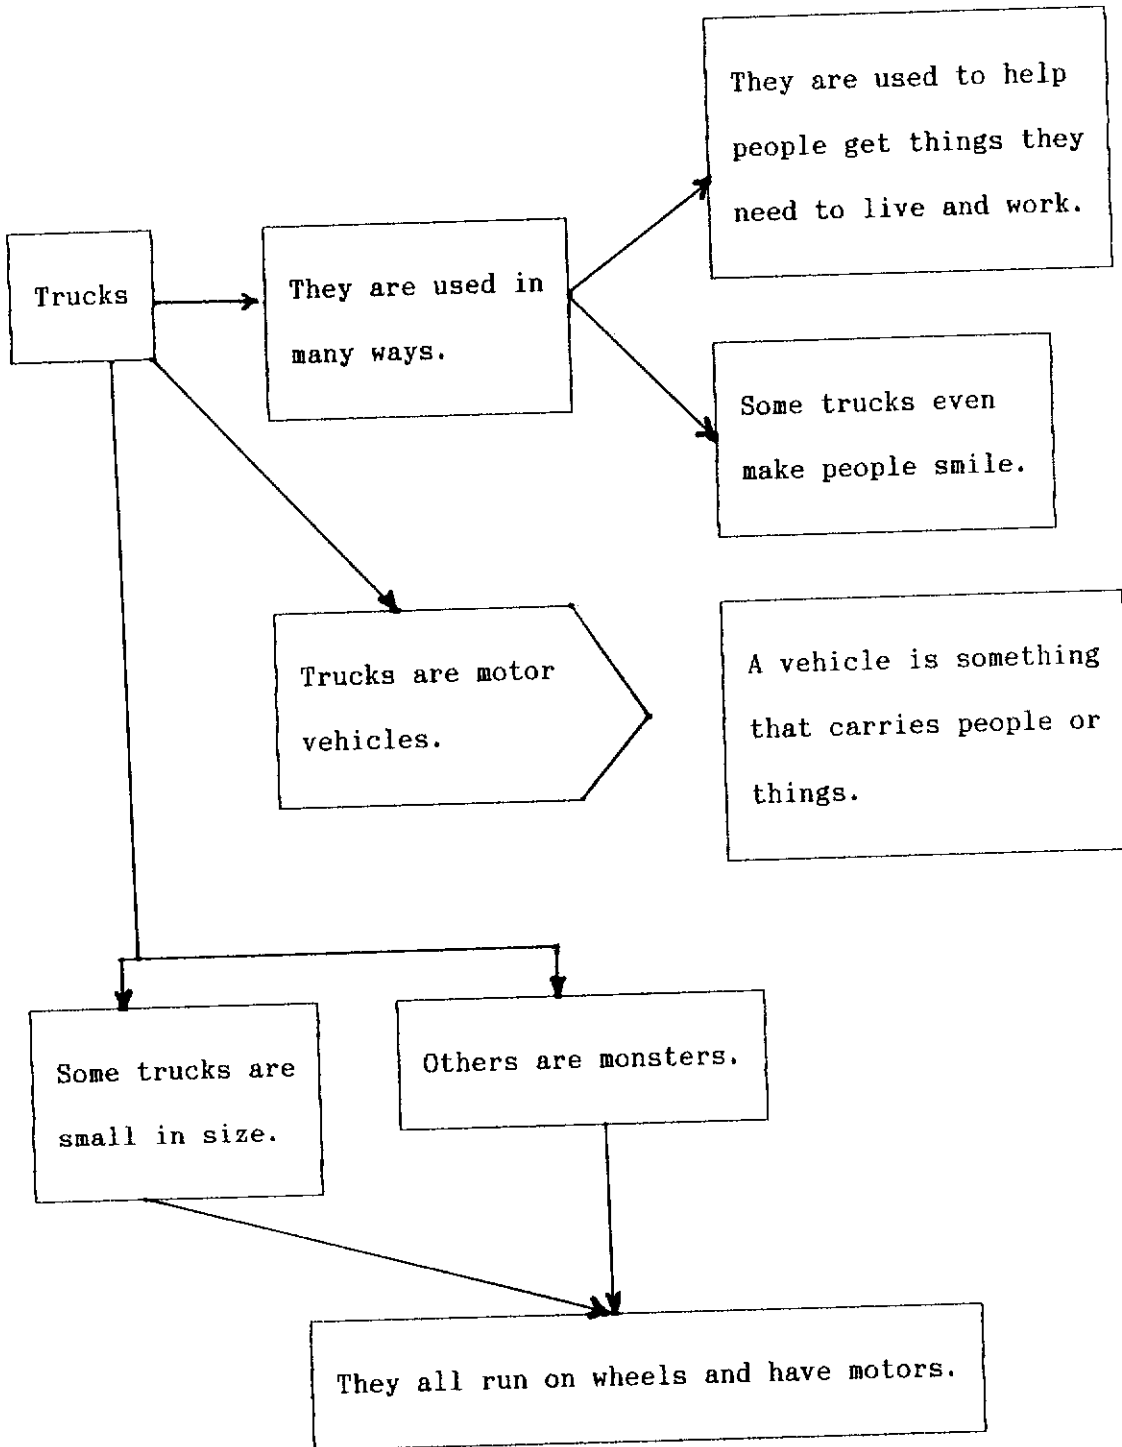 They are used to help
people get things they
need to live and work.
Trucks
They are used in
many ways.
Some trucks even
make people smile.
Trucks are motor
vehicles.
A vehicle is something
that carries people or
things.
Some trucks are
small in size.
Others are monsters.
They all run on wheels and have motors.